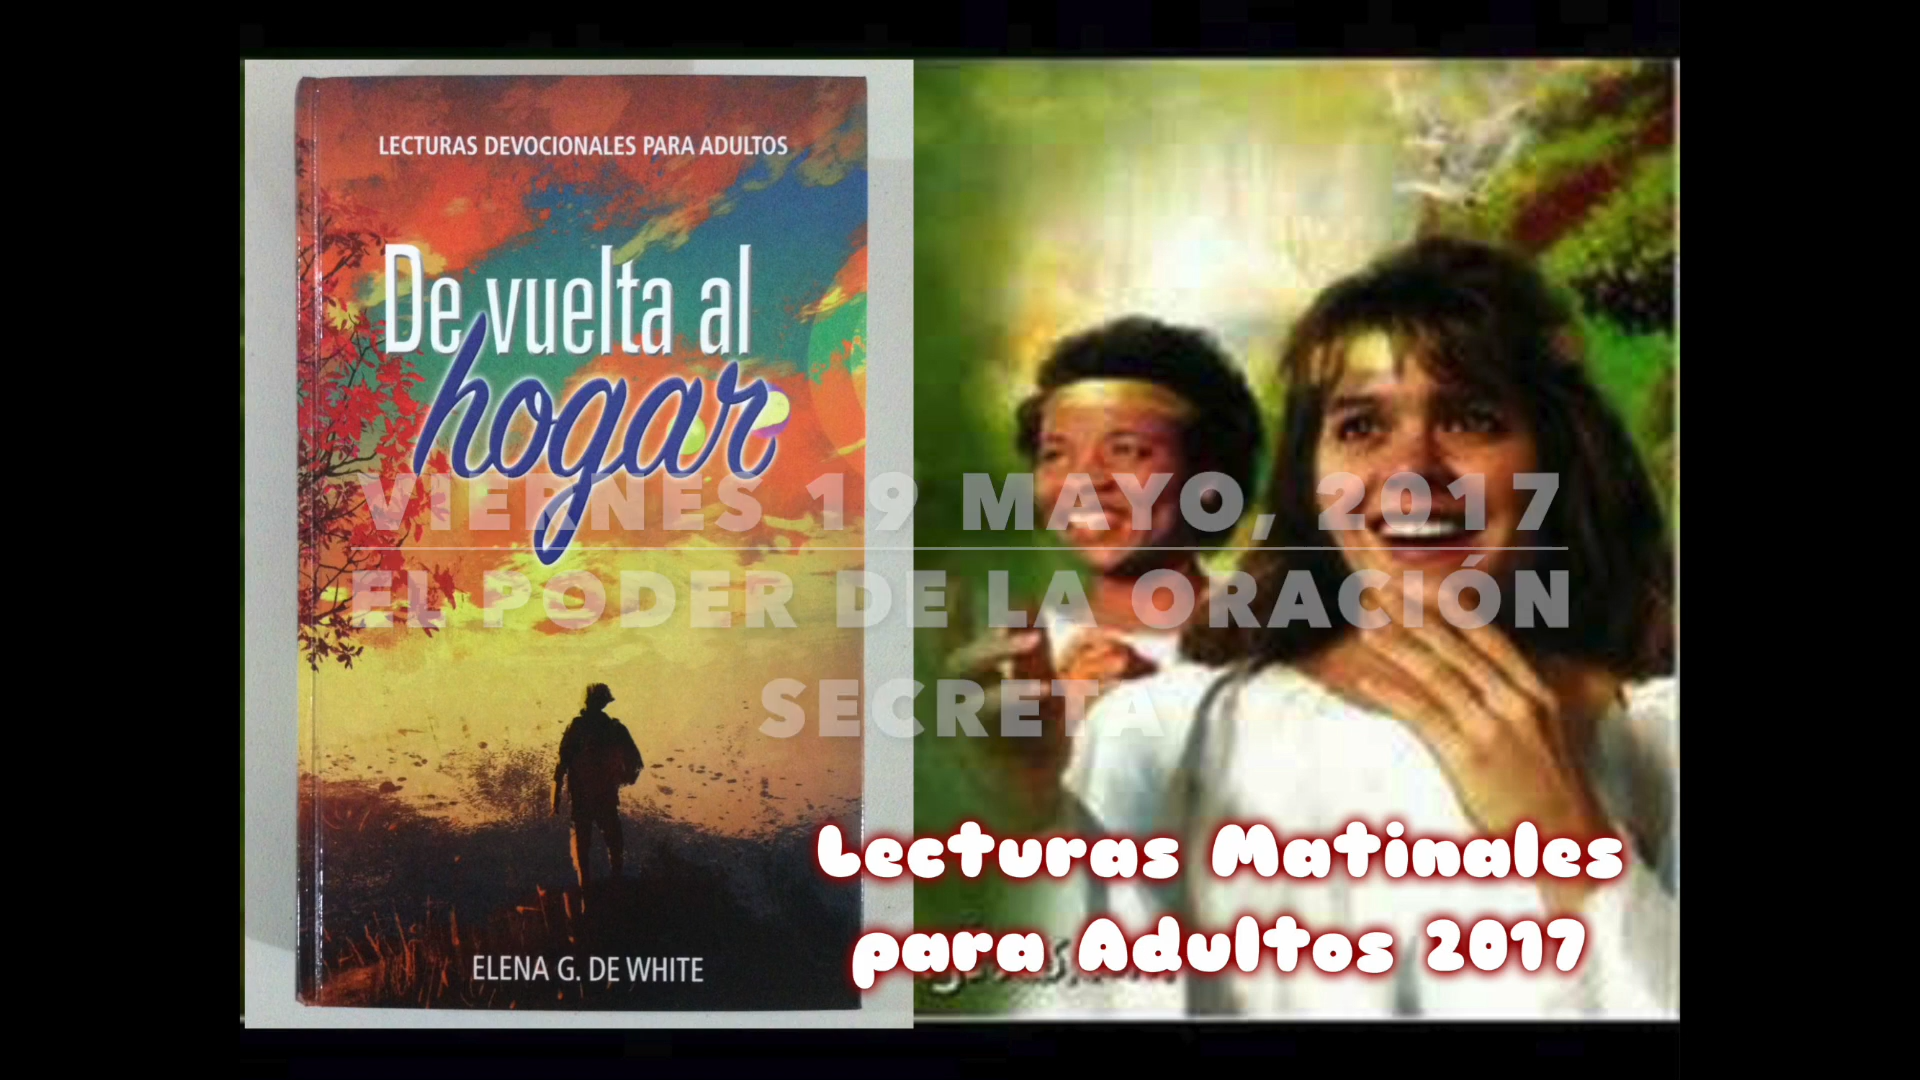 LECTURAS DEVOCIONALES PARA ADULTOS
De vuelta al
hogar
VIERNES 19 MAYO, 2017
EL PODER DE LA ORACIÓN
SECRETA
Lecturas Matinales
para Adultos 2017
ELENA G. DE WHITE